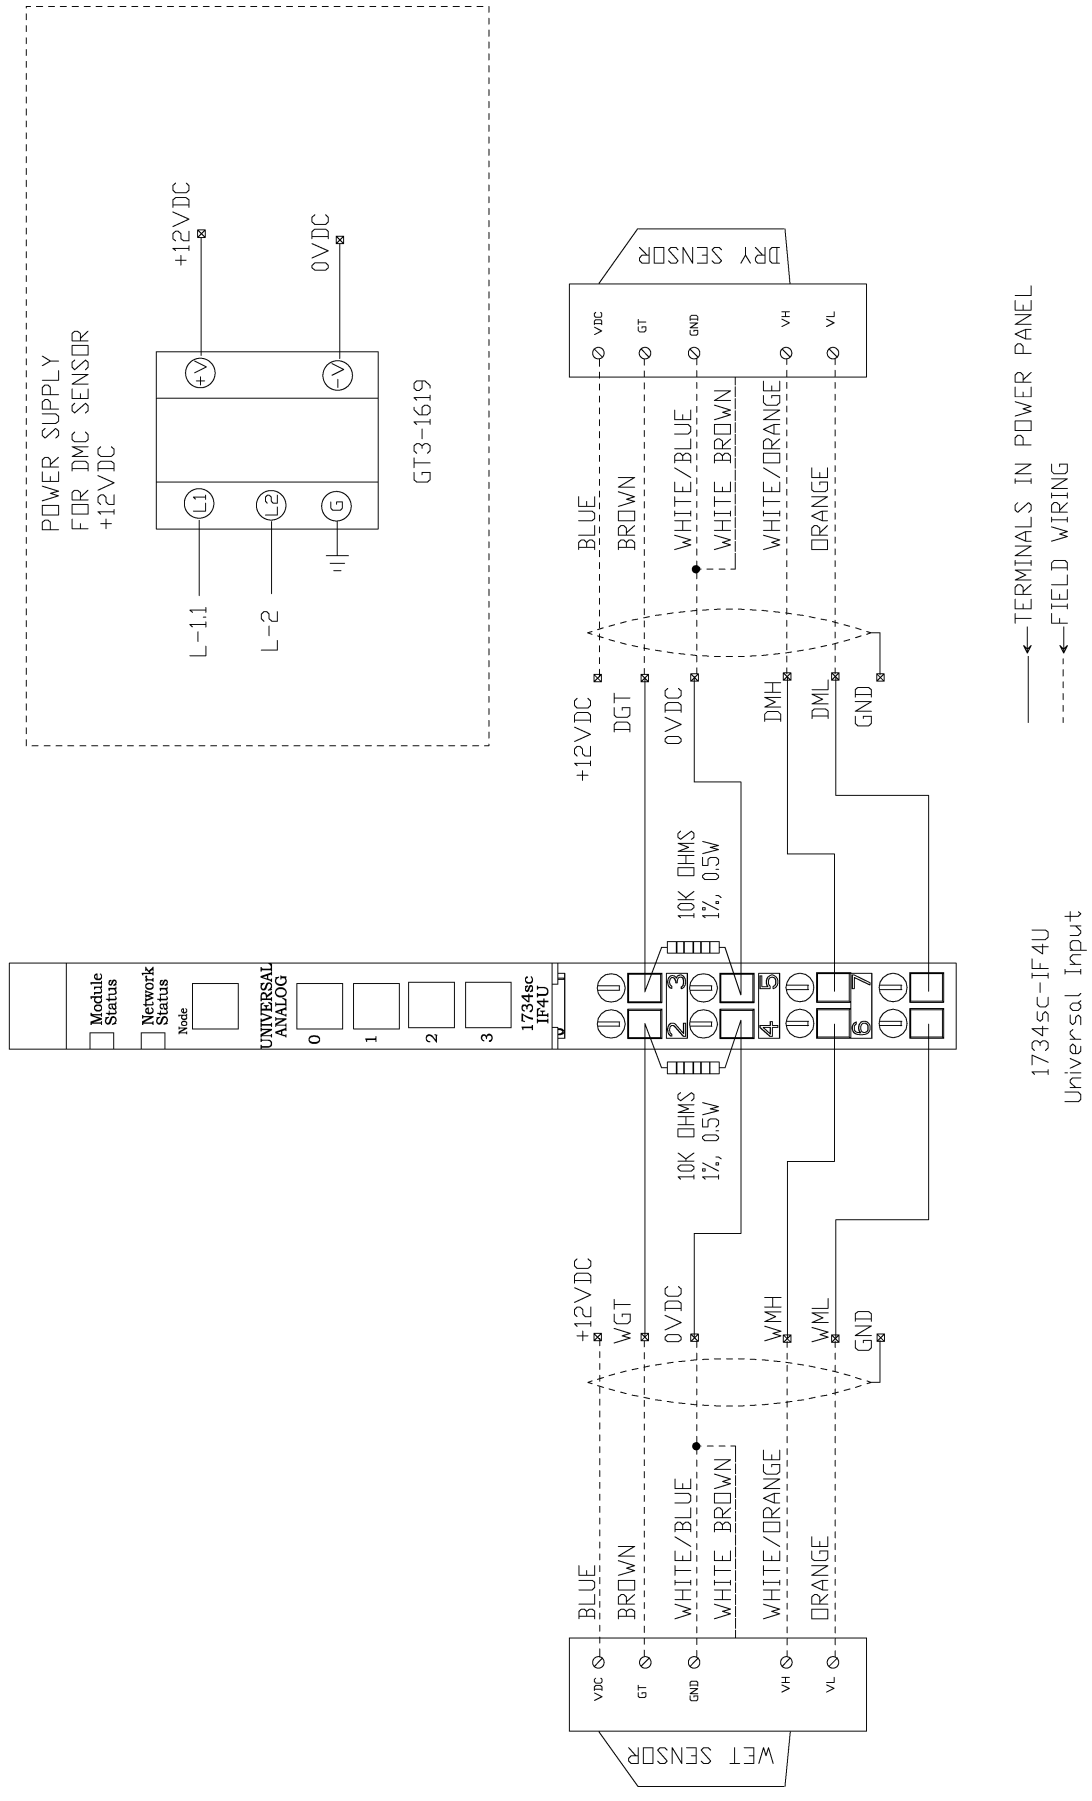 POWER SUPPLY
FOR DMC SENSOR
+12VDC
L-1.1
L-2
L1
L2
G
+V
-V
+12VDC
0VDC
GT3-1619
Module
Status
Network
Status
Node
UNIVERSAL
ANALOG
0
1
2
3
1734sc
IF4U
2
3
4
5
6
7
10K OHMS
1%, 0.5W
10K OHMS
1%, 0.5W
WET SENSOR
VDC
GT
GND
VH
VL
BLUE
BROWN
WHITE/BLUE
WHITE BROWN
WHITE/ORANGE
ORANGE
+12VDC
WGT
0VDC
WMH
WML
GND
+12VDC
DGT
0VDC
DMH
DML
GND
BLUE
BROWN
WHITE/BLUE
WHITE BROWN
WHITE/ORANGE
ORANGE
VDC
GT
GND
VH
VL
DRY SENSOR
1734sc-IF4U
Universal Input
TERMINALS IN POWER PANEL
FIELD WIRING